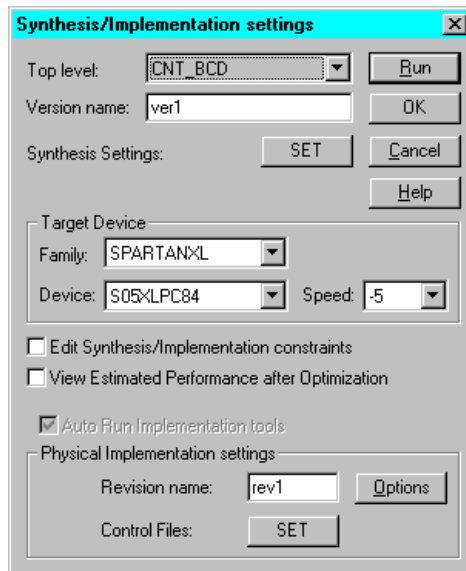 Synthesis/Implementation settings
Top level: CNT_BCD Run
Version name: ver1 OK
Synthesis Settings: SET Cancel
Help
Target Device
Family: SPARTANXL
Device: S05XLPC84 Speed: -5
Edit Synthesis/Implementation constraints
View Estimated Performance after Optimization
Auto Run Implementation tools
Physical Implementation settings
Revision name: rev1 Options
Control Files: SET